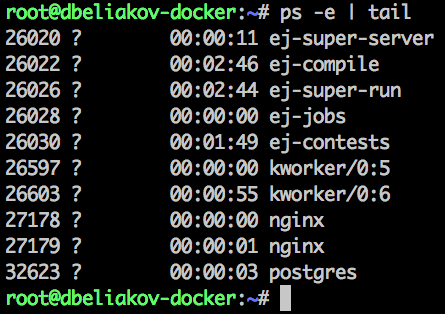 root@dbeliakov-docker:~# ps -e | tail
26020 ?        00:00:11 ej-super-server
26022 ?        00:02:46 ej-compile
26026 ?        00:02:44 ej-super-run
26028 ?        00:00:00 ej-jobs
26030 ?        00:01:49 ej-contests
26597 ?        00:00:00 kworker/0:5
26603 ?        00:00:55 kworker/0:6
27178 ?        00:00:00 nginx
27179 ?        00:00:01 nginx
32623 ?        00:00:03 postgres
root@dbeliakov-docker:~#